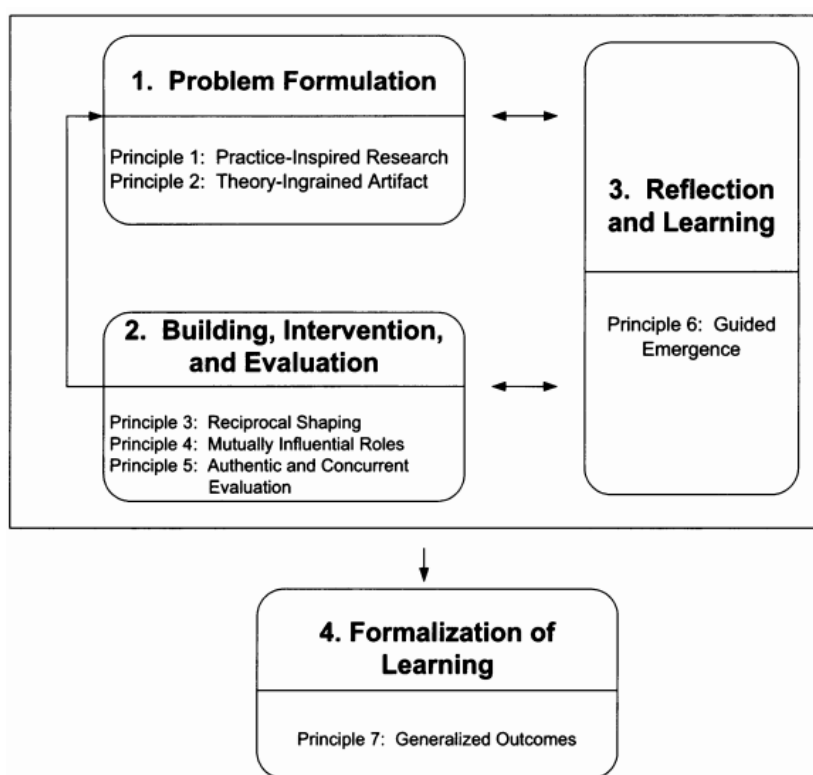 1. Problem Formulation
Principle 1: Practice-Inspired Research
Principle 2: Theory-Ingrained Artifact
2. Building, Intervention,
and Evaluation
Principle 3: Reciprocal Shaping
Principle 4: Mutually Influential Roles
Principle 5: Authentic and Concurrent
Evaluation
3. Reflection
and Learning
Principle 6: Guided
Emergence
4. Formalization of
Learning
Principle 7: Generalized Outcomes